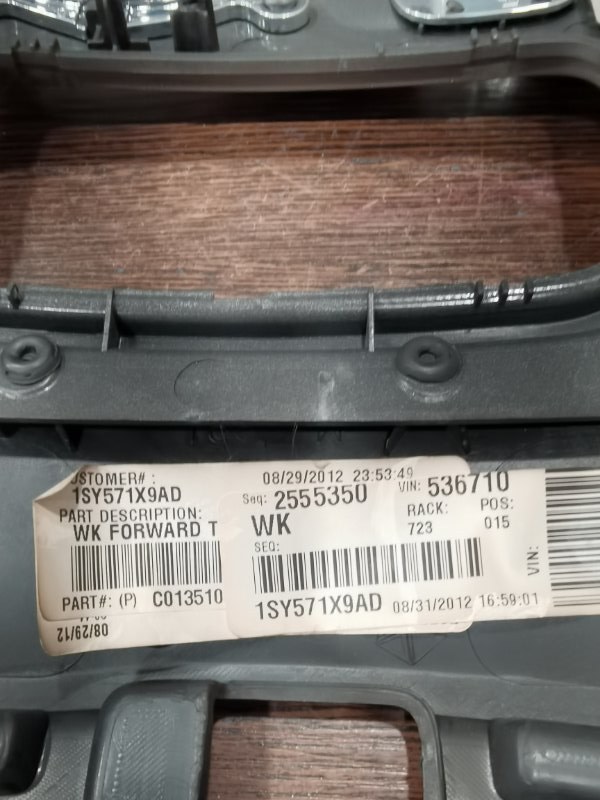 USTOMER# :
1SY571X9AD
PART DESCRIPTION:
WK FORWARD T
PART#: (P) C013510
08/29/12
08/29/2012 23:53:49
Seq: 2555350 VIN: 536710
WK RACK: POS:
723 015
SEQ:
1SY571X9AD 08/31/2012 16:59:01
VIN: